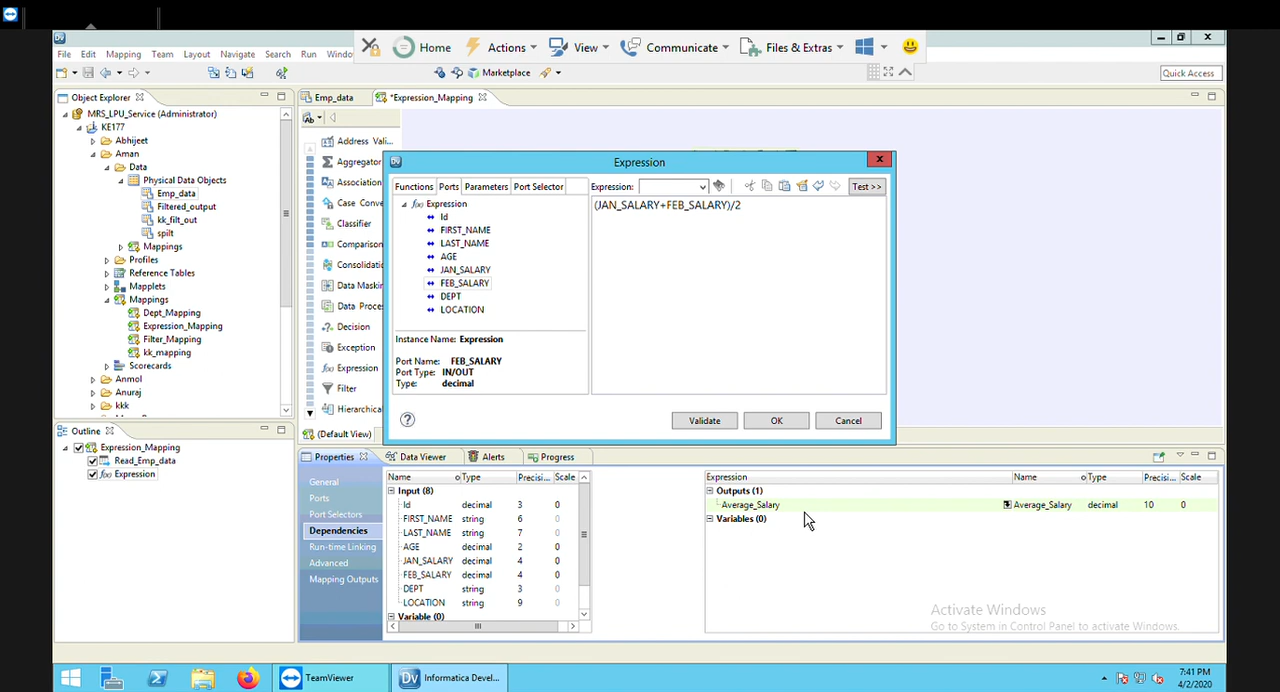 Home
Actions
View
Communicate
Files & Extras
File Edit Mapping Team Layout Navigate Search Run Windo
Marketplace
Quick Access
Object Explorer
MRS_LPU_Service (Administrator)
KE177
Abhijeet
Aman
Data
Physical Data Objects
Emp_data
Filtered_output
kk_filt_out
spilt
Mappings
Profiles
Reference Tables
Mapplets
Mappings
Dept_Mapping
Expression_Mapping
Filter_Mapping
kk_mapping
Scorecards
Anmol
Anuraj
kkk
Outline
Expression_Mapping
Read_Emp_data
Expression
Emp_data
*Expression_Mapping
Address Vali...
Aggregator
Association
Case Conve
Classifier
Comparison
Consolidatio
Data Maskin
Data Proce
Decision
Exception
Expression
Filter
Hierarchical
(Default View)
Expression
Functions Ports Parameters Port Selector
Expression
Id
FIRST_NAME
LAST_NAME
AGE
JAN_SALARY
FEB_SALARY
DEPT
LOCATION
Instance Name: Expression
Port Name: FEB_SALARY
Port Type: IN/OUT
Type: decimal
Expression:
Test >>
(JAN_SALARY+FEB_SALARY)/2
Validate
OK
Cancel
Properties
Data Viewer
Alerts
Progress
General
Ports
Port Selectors
Dependencies
Run-time Linking
Advanced
Mapping Outputs
Name Type Precisi... Scale
Input (8)
Id decimal 3 0
FIRST_NAME string 6 0
LAST_NAME string 7 0
AGE decimal 2 0
JAN_SALARY decimal 4 0
FEB_SALARY decimal 4 0
DEPT string 3 0
LOCATION string 9 0
Variable (0)
Expression Name Type Precisi... Scale
Outputs (1)
Average_Salary Average_Salary decimal 10 0
Variables (0)
Activate Windows
Go to System in Control Panel to activate Windows.
TeamViewer
Dv Informatica Devel...
7:41 PM
4/2/2020